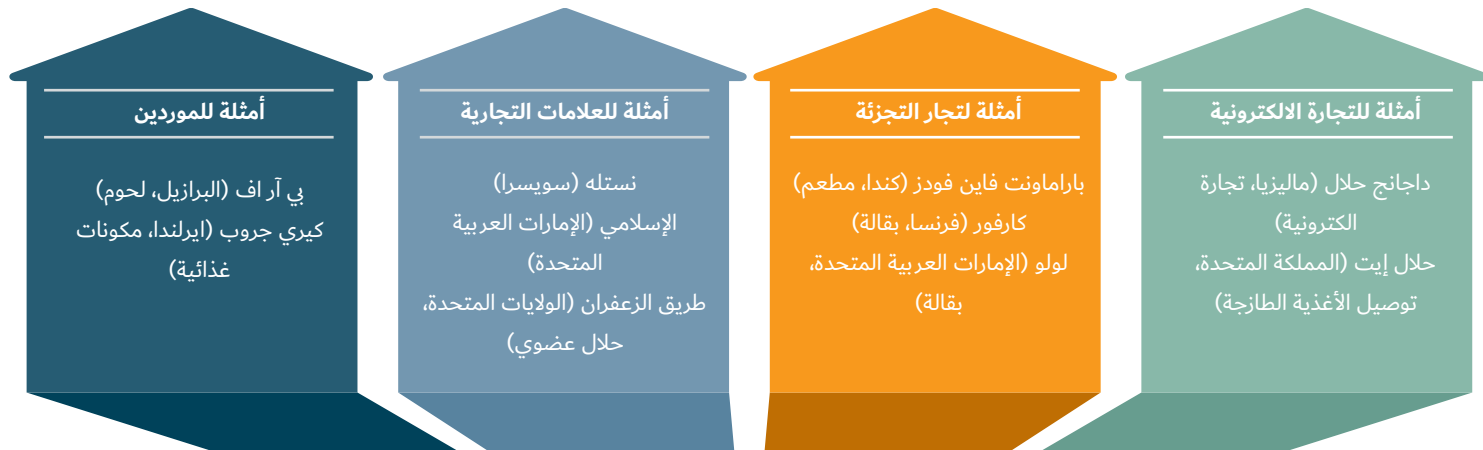 أمثلة للتجارة الالكترونية
داجانج حلال (ماليزيا، تجارة
الكترونية)
حلال إيت (المملكة المتحدة،
توصيل الأغذية الطازجة)
أمثلة لتجار التجزئة
باراماونت فاين فودز (كندا، مطعم)
كارفور (فرنسا، بقالة)
لولو (الإمارات العربية المتحدة،
بقالة)
أمثلة للعلامات التجارية
نستله (سويسرا)
الإسلامي (الإمارات العربية
المتحدة)
طريق الزعفران (الولايات المتحدة،
حلال عضوي)
أمثلة للموردين
بي آر اف (البرازيل، لحوم)
كيري جروب (ايرلندا، مكونات
غذائية)